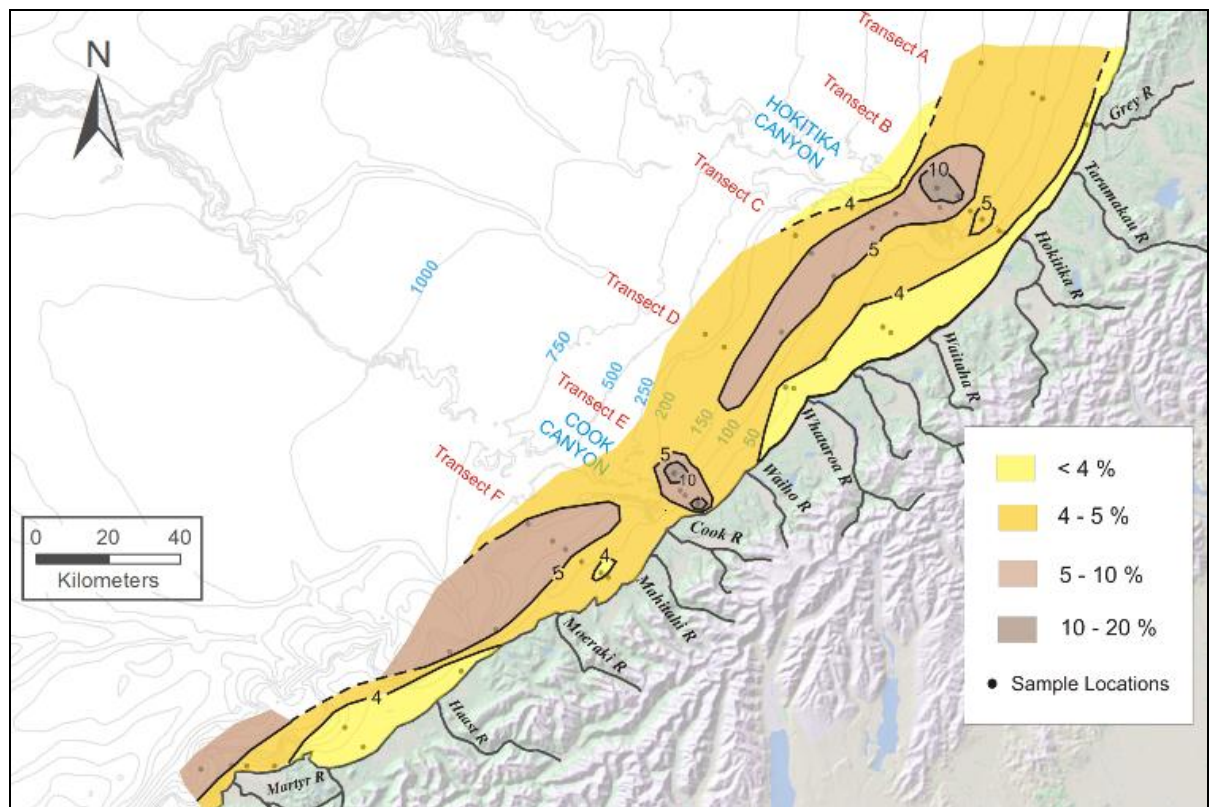 N
Transect A
Transect B
HOKITIKA
CANYON
Transect C
Transect D
Transect E
COOK
CANYON
Transect F
1000
750
500
250
200
150
100
50
10
5
4
5
4
5
10
4
5
4
Grey R
Taramakau R
Hokitika R
Waitaha R
Whataroa R
Waiho R
Cook R
Mahitahi R
Moeraki R
Haast R
Murtyr R
0 20 40
Kilometers
< 4 %
4 - 5 %
5 - 10 %
10 - 20 %
Sample Locations